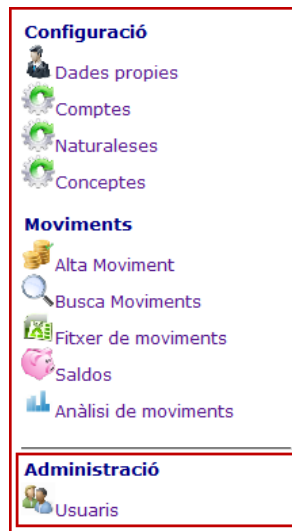 Configuració
Dades propies
Comptes
Naturaleses
Conceptes
Moviments
Alta Moviment
Busca Moviments
Fitxer de moviments
Saldos
Anàlisi de moviments
Administració
Usuaris